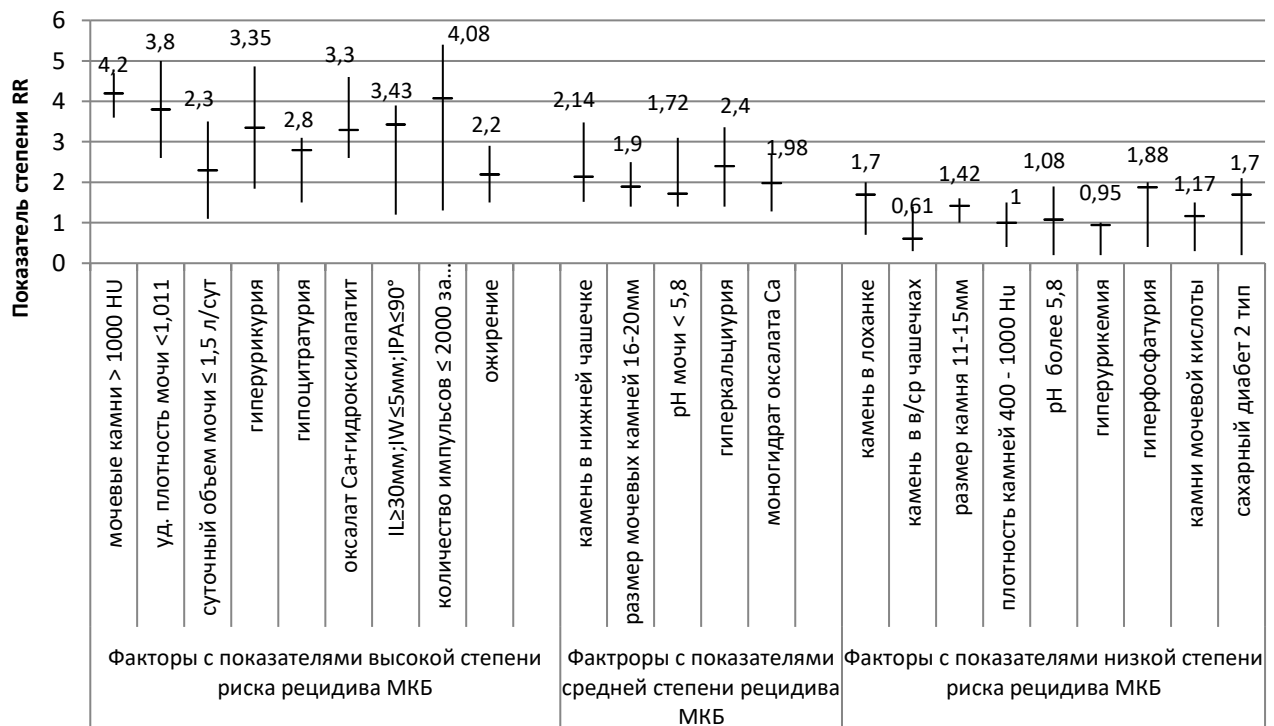 Показатель степени RR
6
5
4
3
2
1
0
4,2
3,8
2,3
3,35
2,8
3,3
3,43
4,08
2,2
2,14
1,9
1,72
2,4
1,98
1,7
0,61
1,42
1
1,08
0,95
1,88
1,17
1,7
мочевые камни > 1000 HU
уд. плотность мочи <1,011
суточный объем мочи ≤ 1,5 л/сут
гиперурикурия
гипоцитратурия
оксалат Ca+гидроксилапатит
IL≥30мм;IW≤5мм;IPA≤90°
количество импульсов ≤ 2000 за…
ожирение
камень в нижней чашечке
размер мочевых камней 16-20мм
pH мочи < 5,8
гиперкальциурия
моногидрат оксалата Ca
камень в лоханке
камень в в/ср чашечках
размер камня 11-15мм
плотность камней 400 - 1000 Hu
pH более 5,8
гиперурикемия
гиперфосфатурия
камни мочевой кислоты
сахарный диабет 2 тип
Факторы с показателями высокой степени
риска рецидива МКБ
Фактроры с показателями
средней степени рецидива
МКБ
Факторы с показателями низкой степени
риска рецидива МКБ